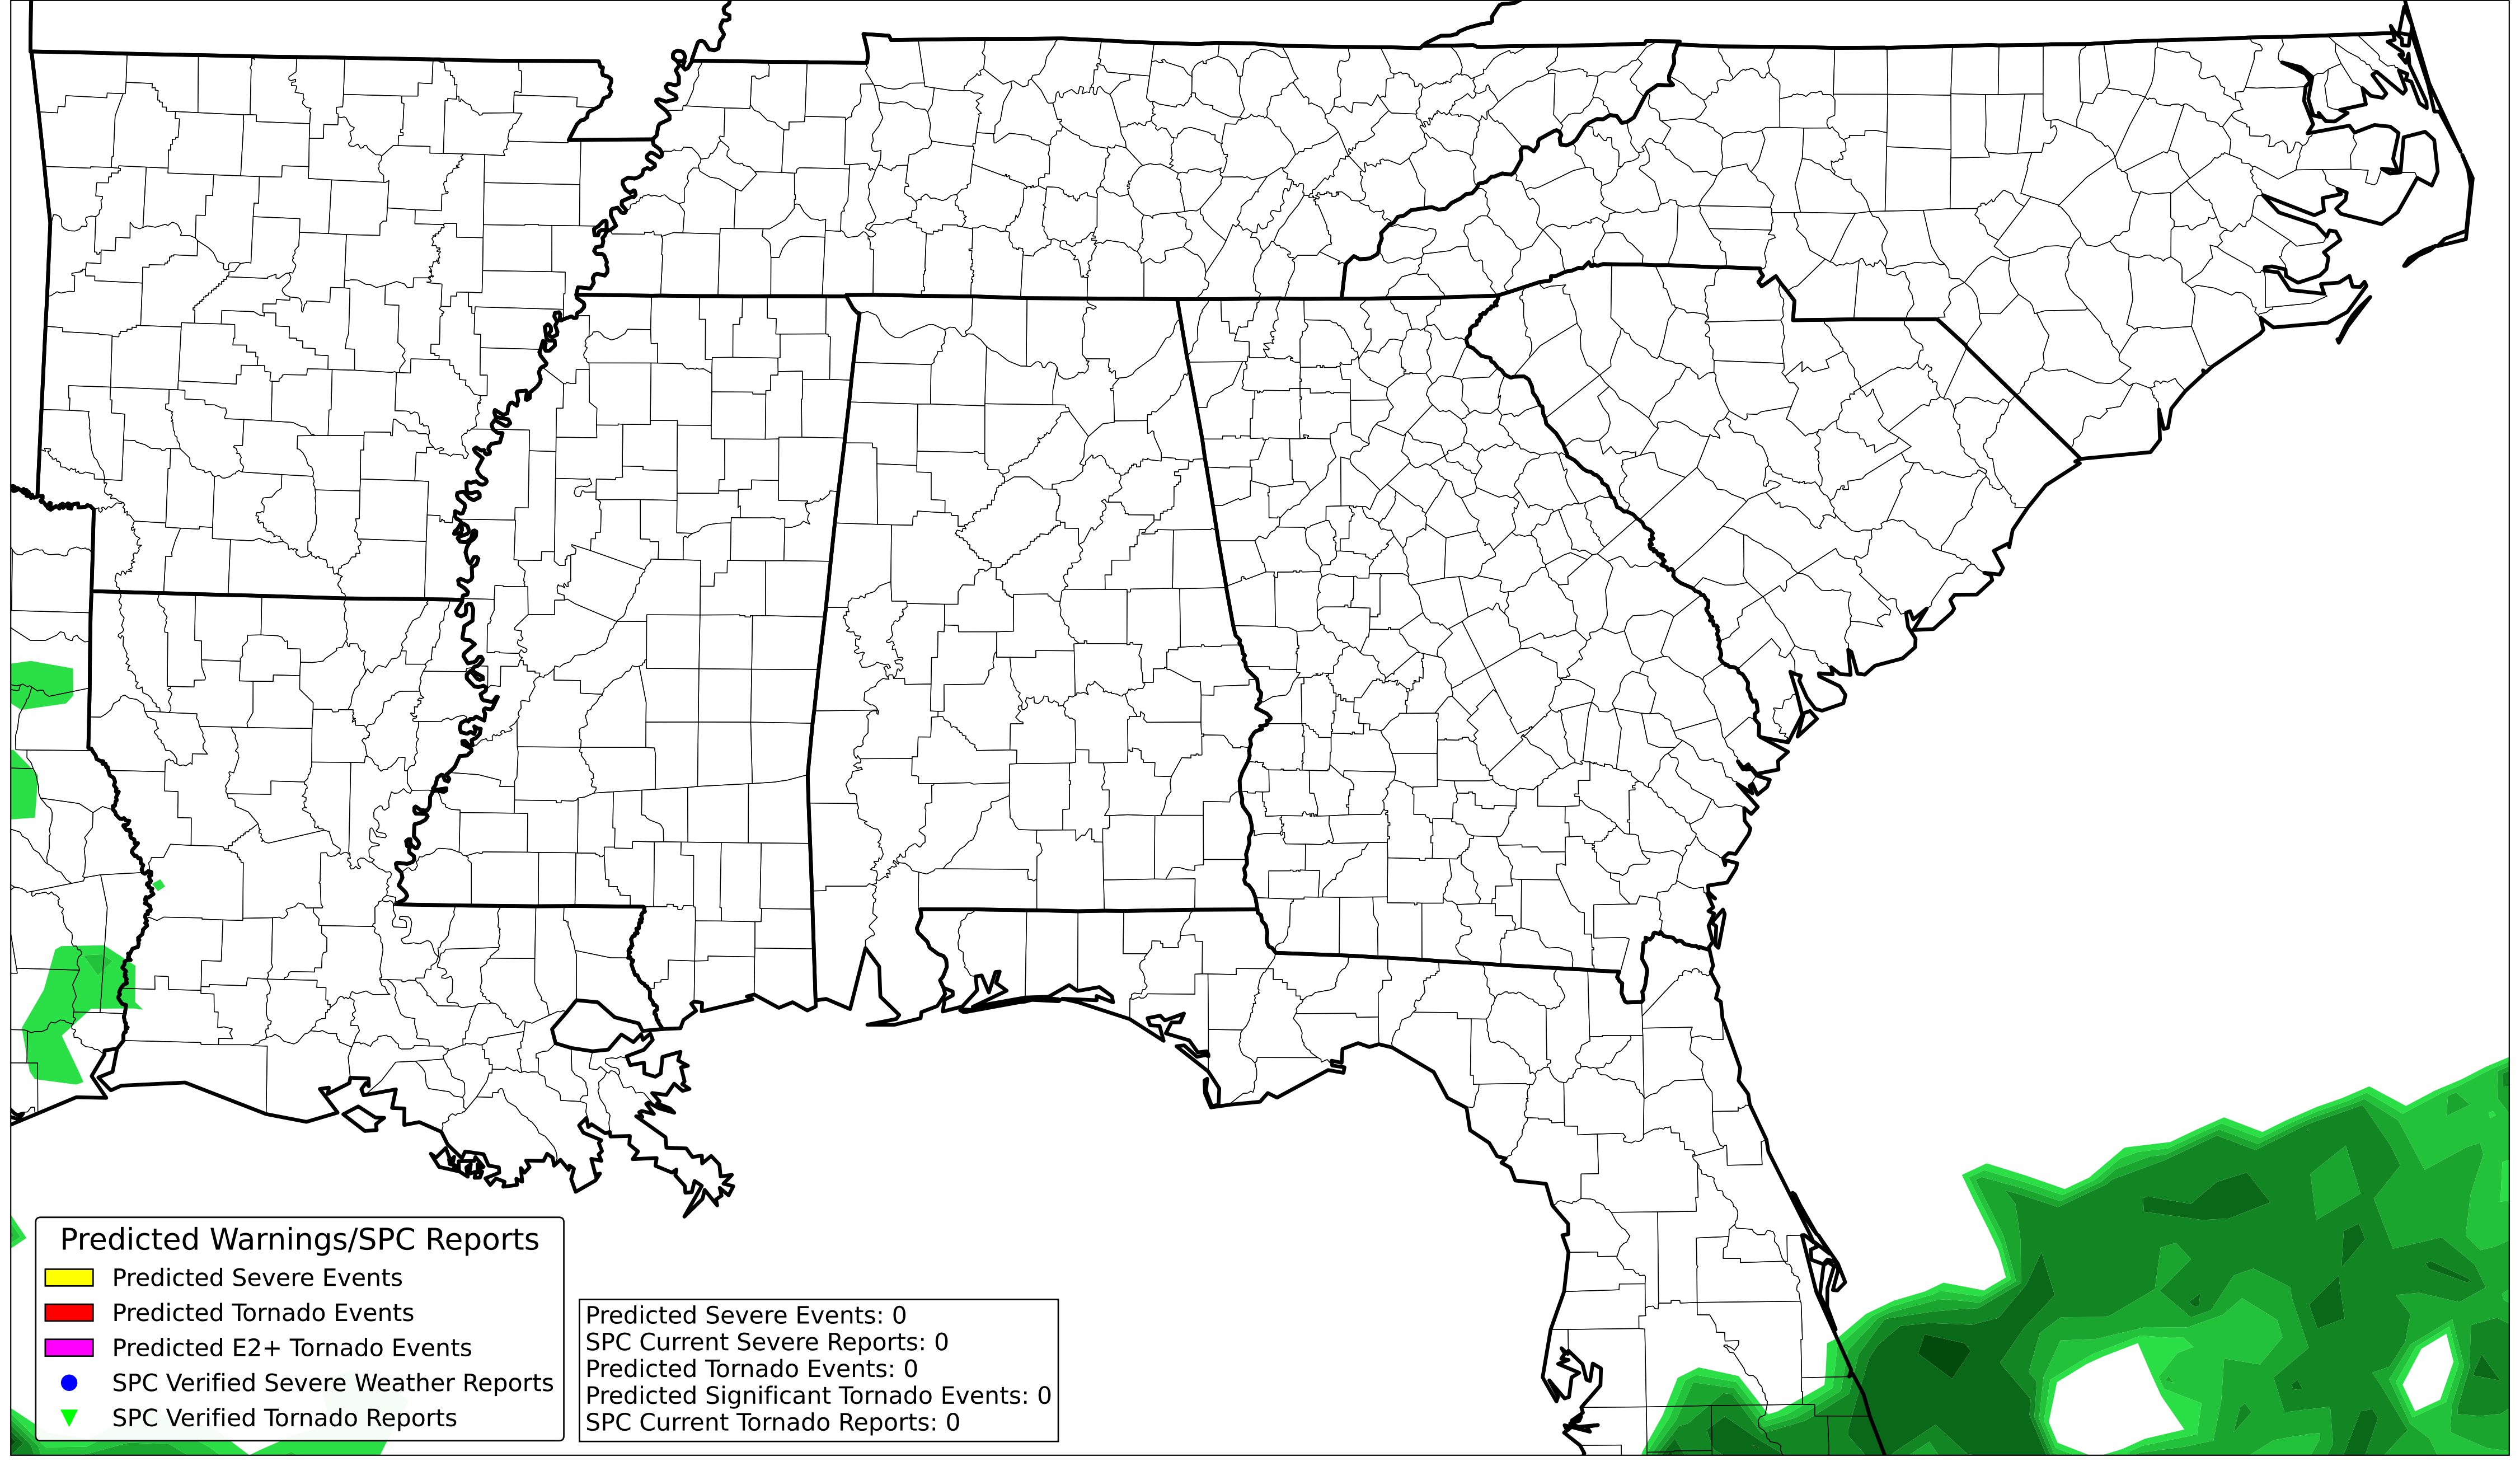 Predicted Warnings/SPC Reports
Predicted Severe Events
Predicted Tornado Events
Predicted E2+ Tornado Events
SPC Verified Severe Weather Reports
SPC Verified Tornado Reports
Predicted Severe Events: 0
SPC Current Severe Reports: 0
Predicted Tornado Events: 0
Predicted Significant Tornado Events: 0
SPC Current Tornado Reports: 0